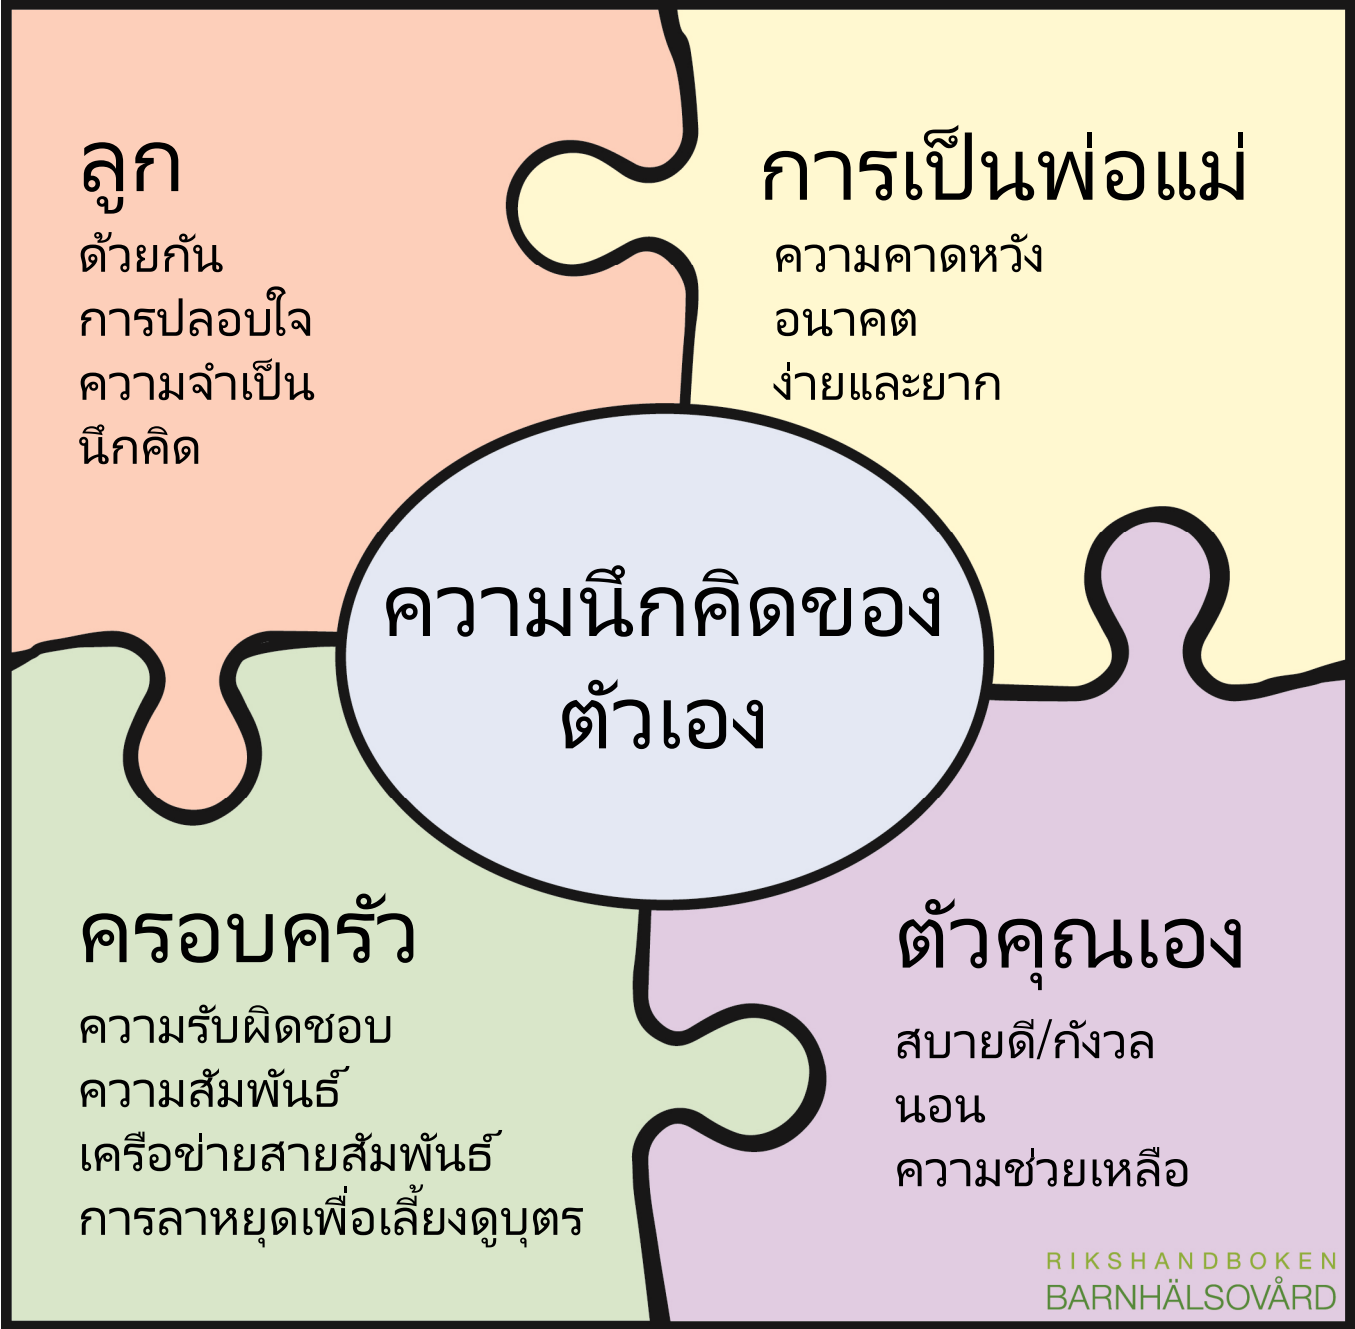 ลูก
ด้วยกัน
การปลอบใจ
ความจำเป็น
นึกคิด
การเป็นพ่อแม่
ความคาดหวัง
อนาคต
ง่ายและยาก
ความนึกคิดของ
ตัวเอง
ครอบครัว
ความรับผิดชอบ
ความสัมพันธ์
เครือข่ายสายสัมพันธ์
การลาหยุดเพื่อเลี้ยงดูบุตร
ตัวคุณเอง
สบายดี/กังวล
นอน
ความช่วยเหลือ
RIKSHANDBOKEN
BARNHÄLSOVÅRD